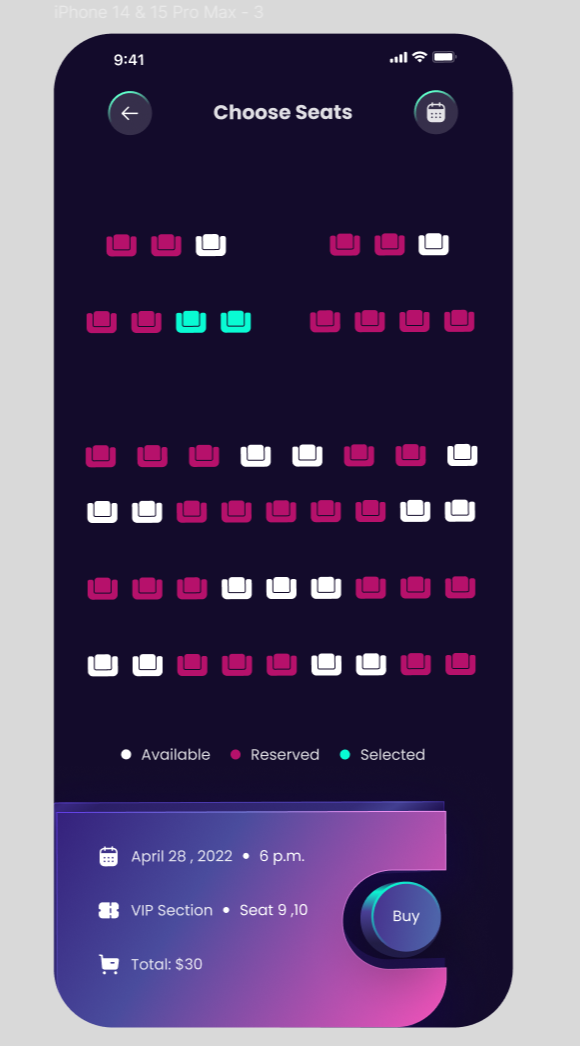 iPhone 14 & 15 Pro Max - 3
9:41
Choose Seats
Available Reserved Selected
April 28 , 2022 • 6 p.m.
VIP Section • Seat 9 ,10
Buy
Total: $30